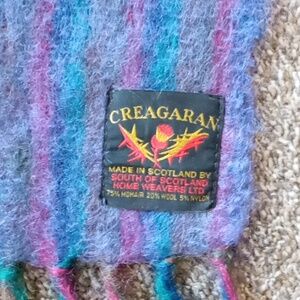 CREAGARAN
MADE IN SCOTLAND BY
SOUTH OF SCOTLAND
HOME WEAVERS LTD
75% MOHAIR 20% WOOL 5% NYLON